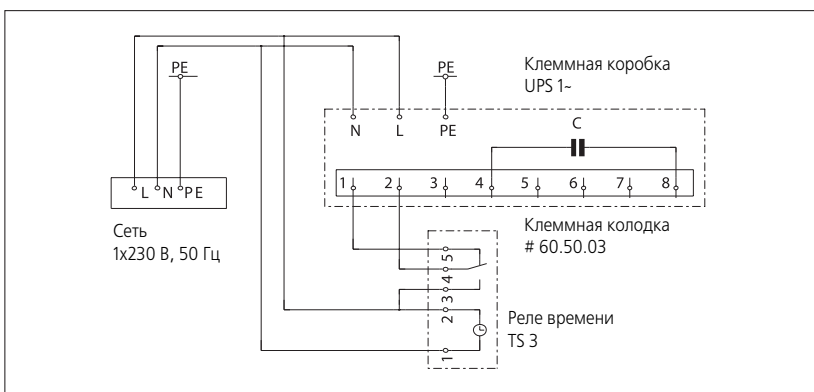 PE
PE
Клеммная коробка
UPS 1~
N L PE
C
1 2 3 4 5 6 7 8
L N PE
Сеть
1x230 В, 50 Гц
Клеммная колодка
# 60.50.03
5
4
3
2
1
Реле времени
TS 3